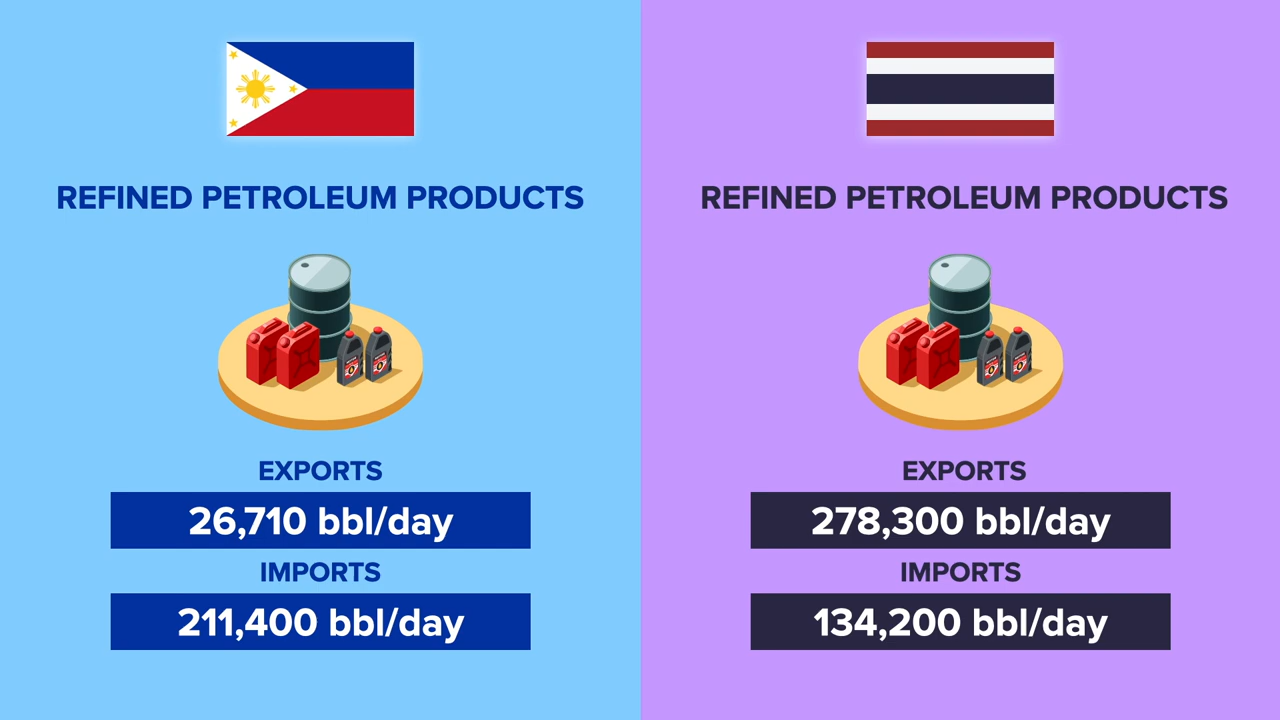 REFINED PETROLEUM PRODUCTS
EXPORTS
26,710 bbl/day
IMPORTS
211,400 bbl/day
REFINED PETROLEUM PRODUCTS
EXPORTS
278,300 bbl/day
IMPORTS
134,200 bbl/day